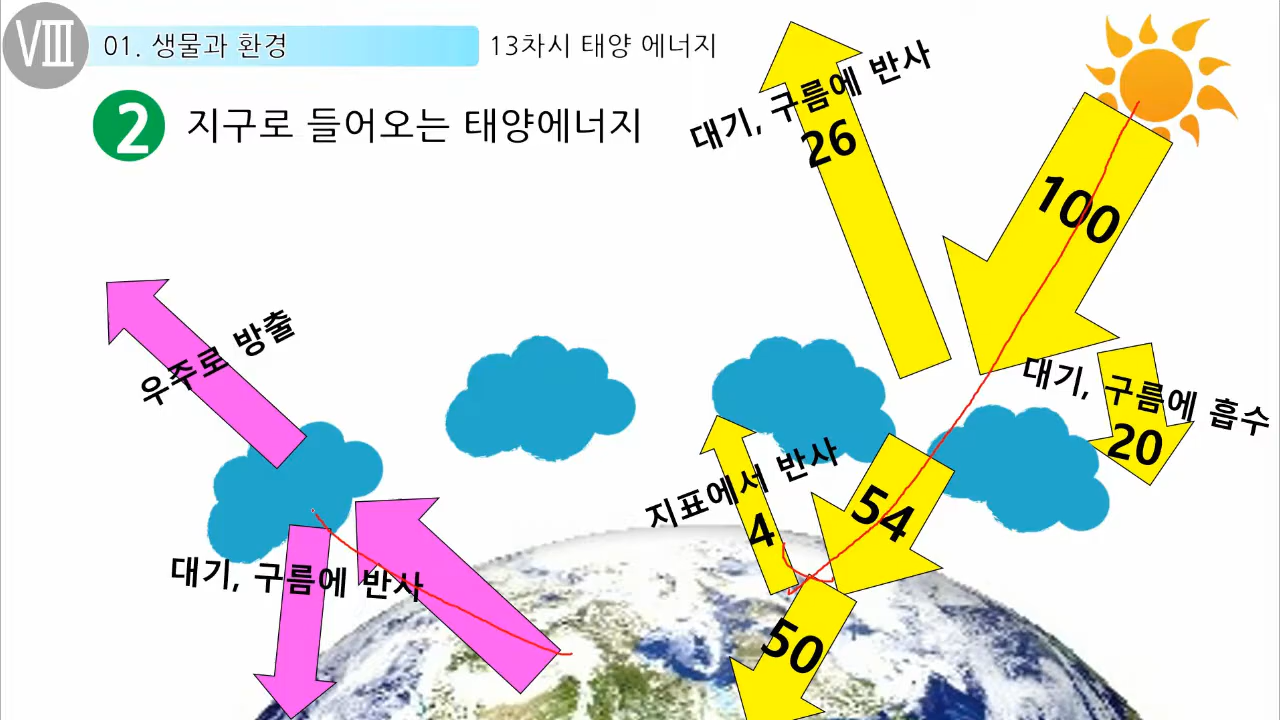 Ⅷ
01. 생물과 환경
13차시 태양 에너지
2 지구로 들어오는 태양에너지
대기, 구름에 반사
26
100
우주로 방출
대기, 구름에 흡수
20
지표에서 반사
4
54
대기, 구름에 반사
50